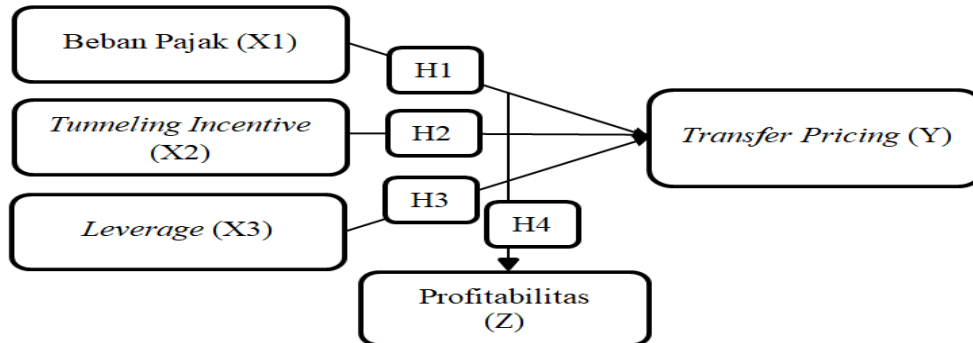 Beban Pajak (X1)
H1
Tunneling Incentive
(X2)
H2
Transfer Pricing (Y)
Leverage (X3)
H3
H4
Profitabilitas
(Z)